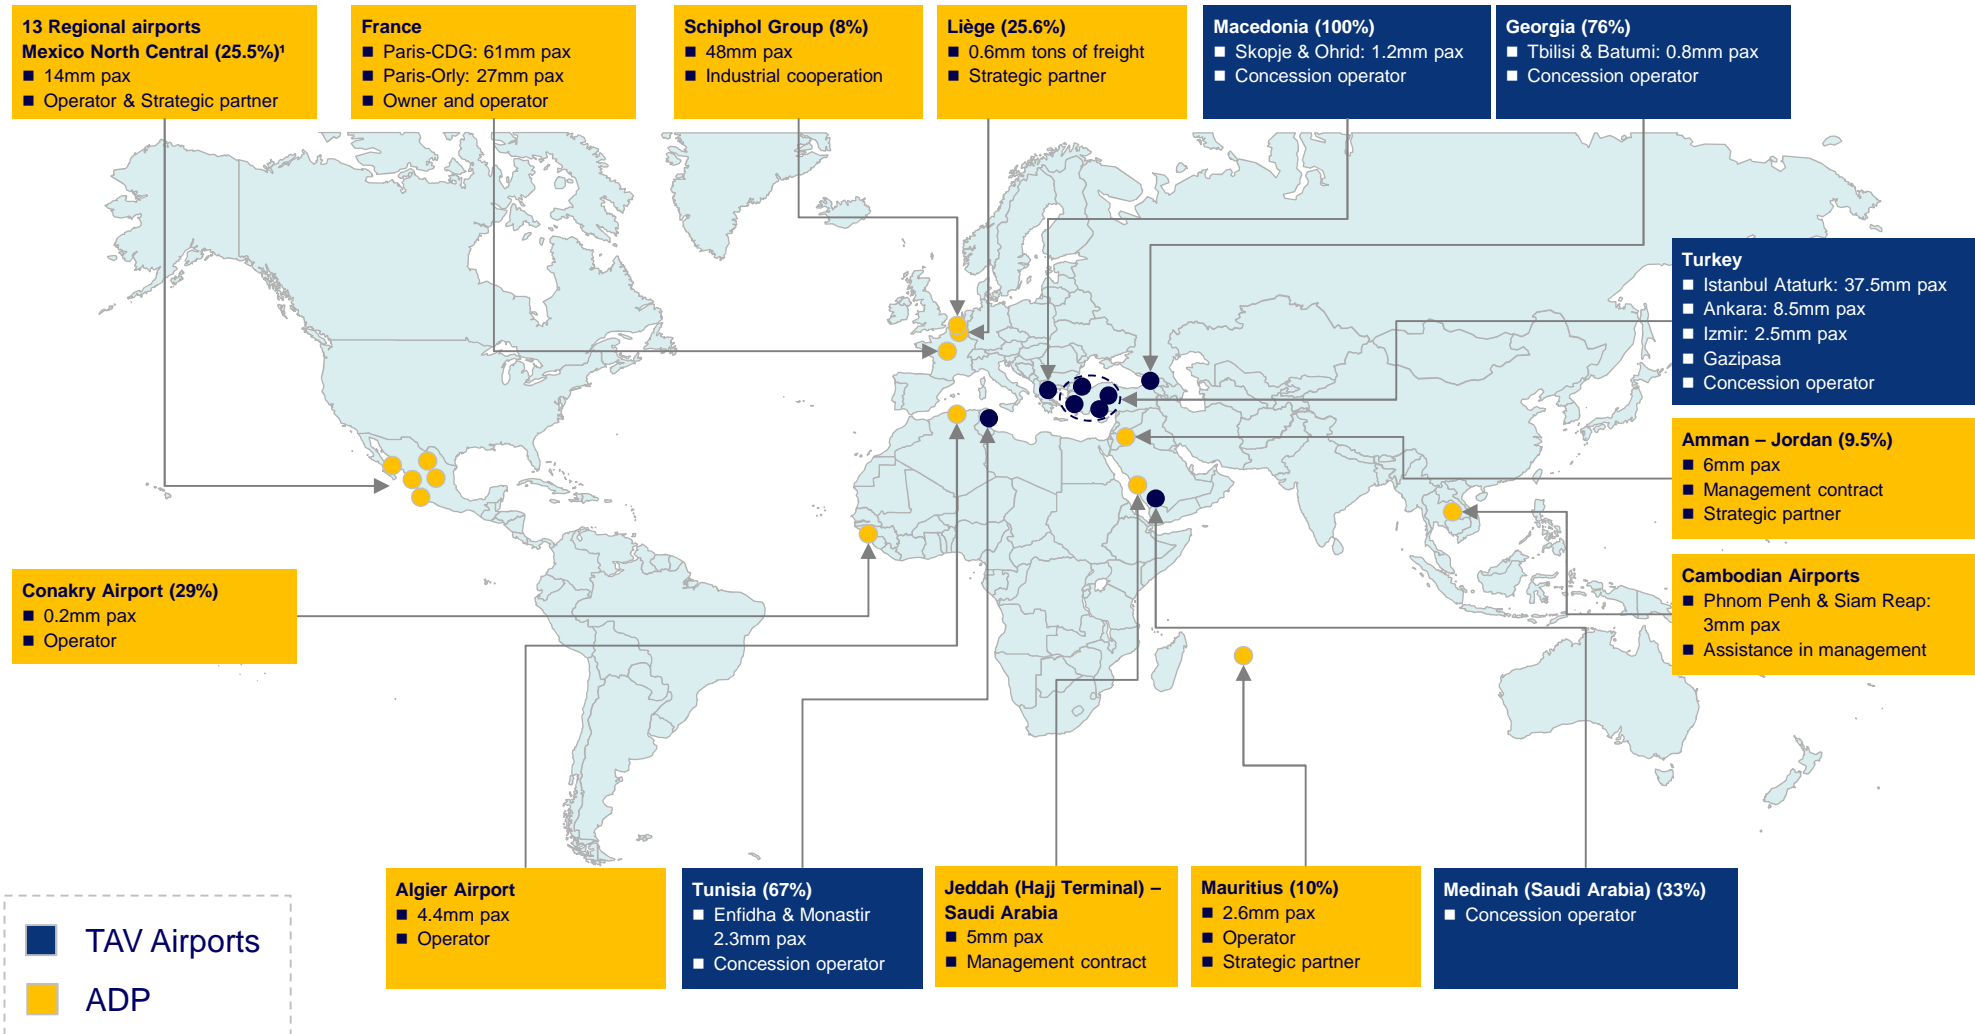 13 Regional airports
Mexico North Central (25.5%)¹
14mm pax
Operator & Strategic partner
France
Paris-CDG: 61mm pax
Paris-Orly: 27mm pax
Owner and operator
Schiphol Group (8%)
48mm pax
Industrial cooperation
Liège (25.6%)
0.6mm tons of freight
Strategic partner
Macedonia (100%)
Skopje & Ohrid: 1.2mm pax
Concession operator
Georgia (76%)
Tbilisi & Batumi: 0.8mm pax
Concession operator
Turkey
Istanbul Ataturk: 37.5mm pax
Ankara: 8.5mm pax
Izmir: 2.5mm pax
Gazipasa
Concession operator
Amman – Jordan (9.5%)
6mm pax
Management contract
Strategic partner
Cambodian Airports
Phnom Penh & Siam Reap:
3mm pax
Assistance in management
Conakry Airport (29%)
0.2mm pax
Operator
Algier Airport
4.4mm pax
Operator
Tunisia (67%)
Enfidha & Monastir
2.3mm pax
Concession operator
Jeddah (Hajj Terminal) –
Saudi Arabia
5mm pax
Management contract
Mauritius (10%)
2.6mm pax
Operator
Strategic partner
Medinah (Saudi Arabia) (33%)
Concession operator
TAV Airports
ADP